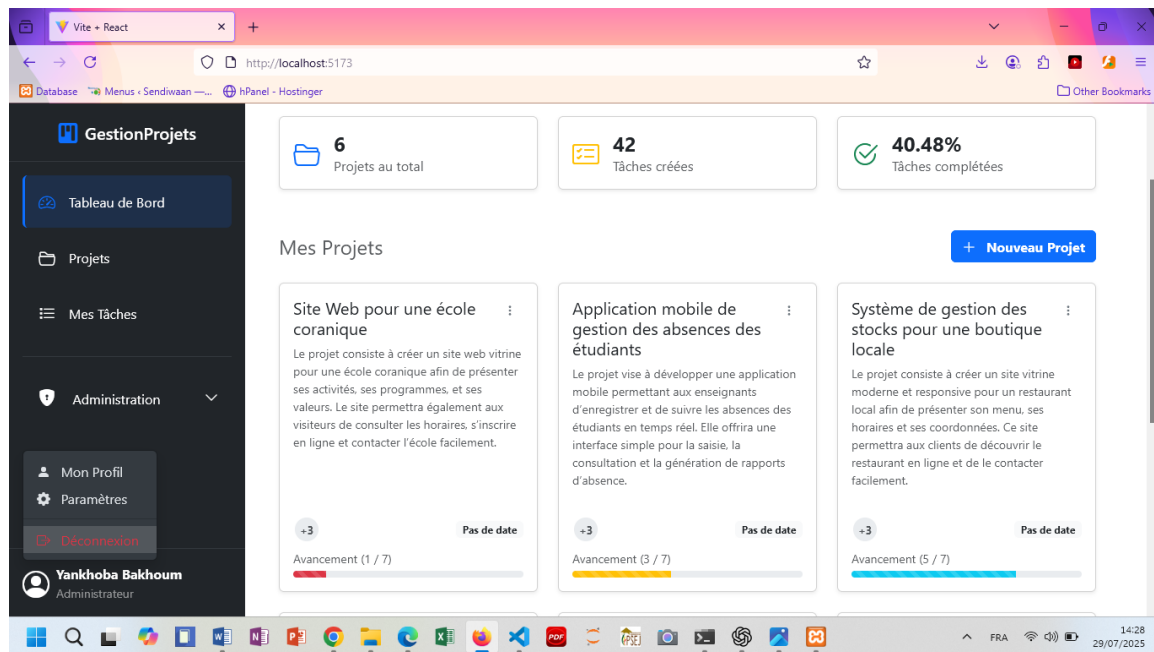 Vite + React
http://localhost:5173
Database
Menus ‹ Sendiwaan —...
hPanel - Hostinger
Other Bookmarks
GestionProjets
Tableau de Bord
Projets
Mes Tâches
Administration
Mon Profil
Paramètres
Déconnexion
Yankhoba Bakhoum
Administrateur
6
Projets au total
42
Tâches créées
40.48%
Tâches complétées
Mes Projets
+ Nouveau Projet
Site Web pour une école
coranique
Le projet consiste à créer un site web vitrine
pour une école coranique afin de présenter
ses activités, ses programmes, et ses
valeurs. Le site permettra également aux
visiteurs de consulter les horaires, s'inscrire
en ligne et contacter l'école facilement.
+3
Pas de date
Avancement (1 / 7)
Application mobile de
gestion des absences des
étudiants
Le projet vise à développer une application
mobile permettant aux enseignants
d'enregistrer et de suivre les absences des
étudiants en temps réel. Elle offrira une
interface simple pour la saisie, la
consultation et la génération de rapports
d'absence.
+3
Pas de date
Avancement (3 / 7)
Système de gestion des
stocks pour une boutique
locale
Le projet consiste à créer un site vitrine
moderne et responsive pour un restaurant
local afin de présenter son menu, ses
horaires et ses coordonnées. Ce site
permettra aux clients de découvrir le
restaurant en ligne et de le contacter
facilement.
+3
Pas de date
Avancement (5 / 7)
FRA
14:28
29/07/2025